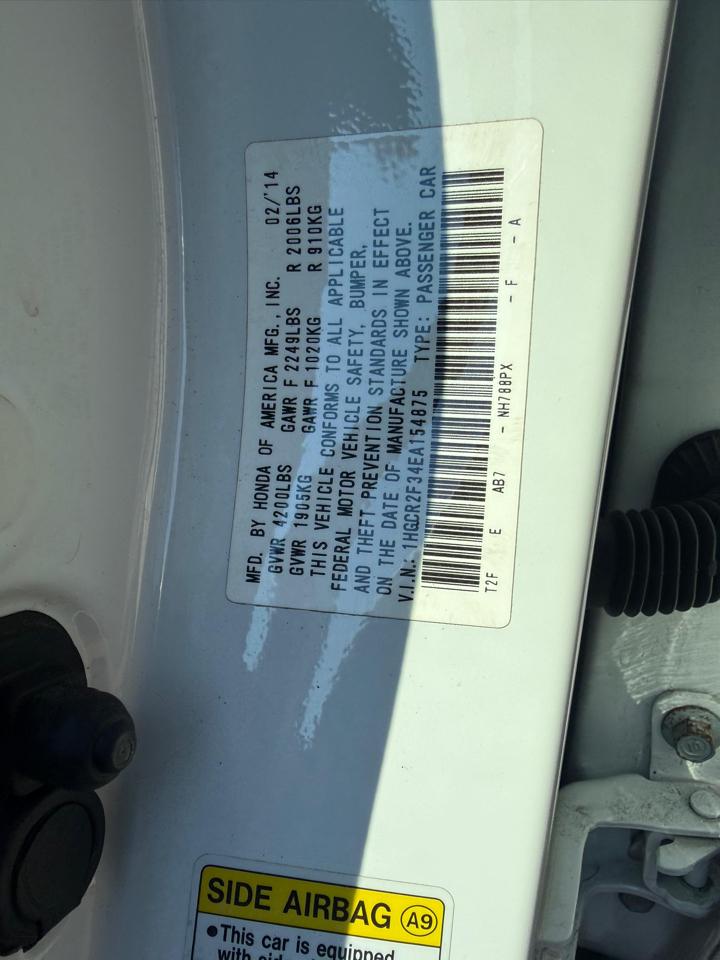 MFD. BY HONDA OF AMERICA MFG., INC. 02/'14
GVWR 4200LBS GAWR F 2249LBS R 2006LBS
GVWR 1905KG GAWR F 1020KG R 910KG
THIS VEHICLE CONFORMS TO ALL APPLICABLE
FEDERAL MOTOR VEHICLE SAFETY, BUMPER,
AND THEFT PREVENTION STANDARDS IN EFFECT
ON THE DATE OF MANUFACTURE SHOWN ABOVE.
V.I.N.: 1HGCR2F34EA154875 TYPE: PASSENGER CAR
T2F E AB7 - NH788PX - F - A
SIDE AIRBAG A9
●This car is equipped
with